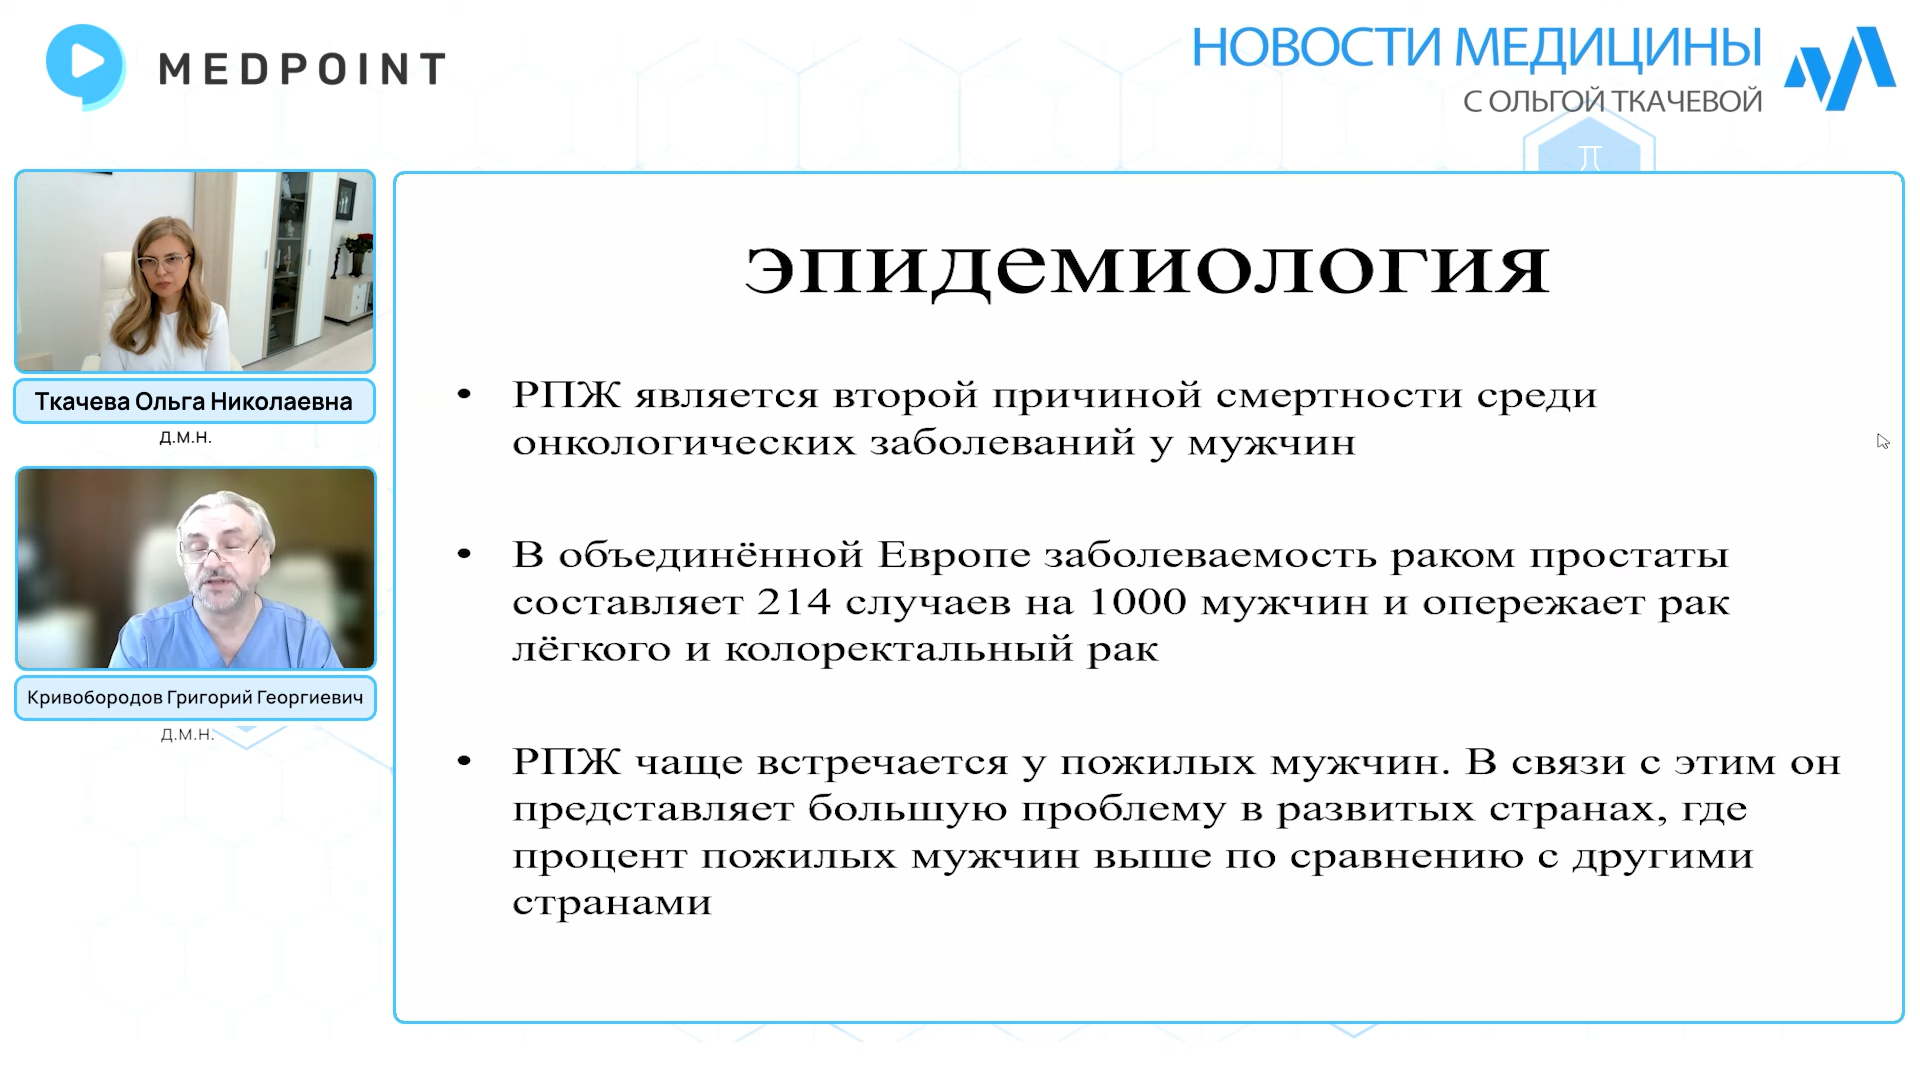 MEDPOINT
НОВОСТИ МЕДИЦИНЫ
С ОЛЬГОЙ ТКАЧЕВОЙ
Ткачева Ольга Николаевна
д.м.н.
Кривобородов Григорий Георгиевич
д.м.н.
эпидемиология
• РПЖ является второй причиной смертности среди
онкологических заболеваний у мужчин
• В объединённой Европе заболеваемость раком простаты
составляет 214 случаев на 1000 мужчин и опережает рак
лёгкого и колоректальный рак
• РПЖ чаще встречается у пожилых мужчин. В связи с этим он
представляет большую проблему в развитых странах, где
процент пожилых мужчин выше по сравнению с другими
странами